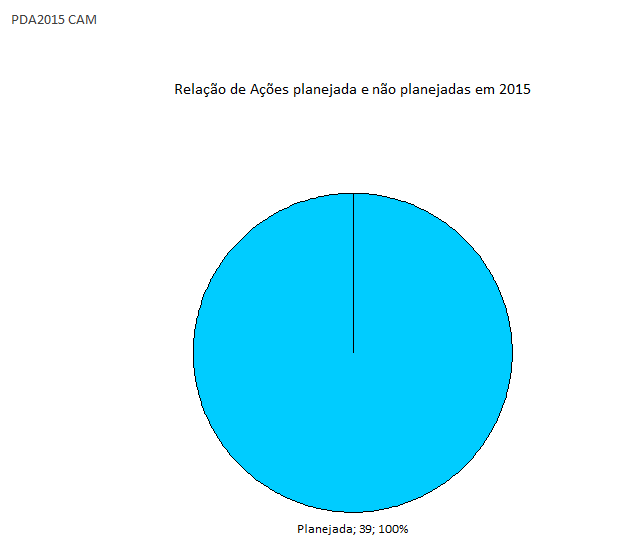 PDA2015 CAM
Relação de Ações planejada e não planejadas em 2015
Planejada; 39; 100%